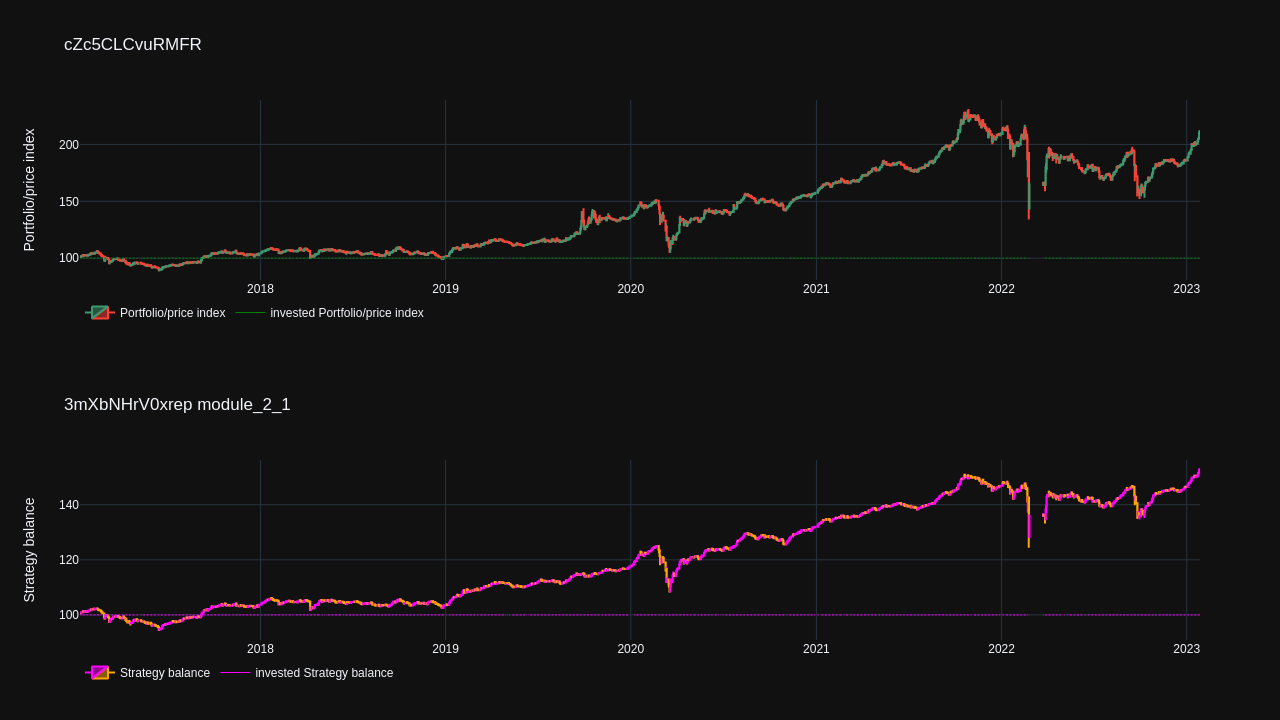 cZc5CLCvuRMFR
Portfolio/price index
200
150
100
2018 2019 2020 2021 2022 2023
Portfolio/price index invested Portfolio/price index
3mXbNHrV0xrep module_2_1
Strategy balance
140
120
100
2018 2019 2020 2021 2022 2023
Strategy balance invested Strategy balance